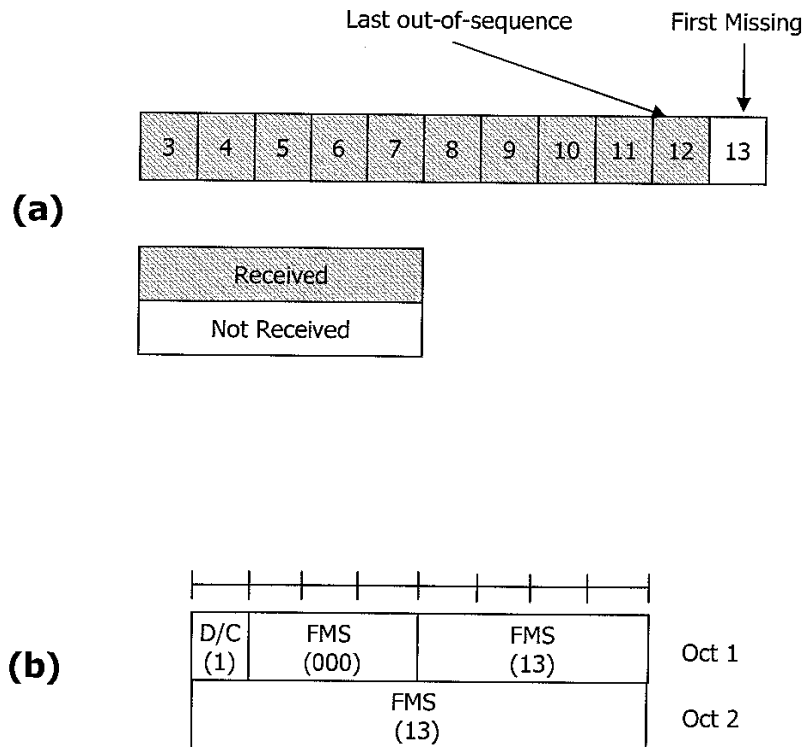 Last out-of-sequence First Missing
3 4 5 6 7 8 9 10 11 12 13
(a)
Received
Not Received
(b)
D/C FMS FMS
(1) (000) (13)
Oct 1
FMS
(13)
Oct 2